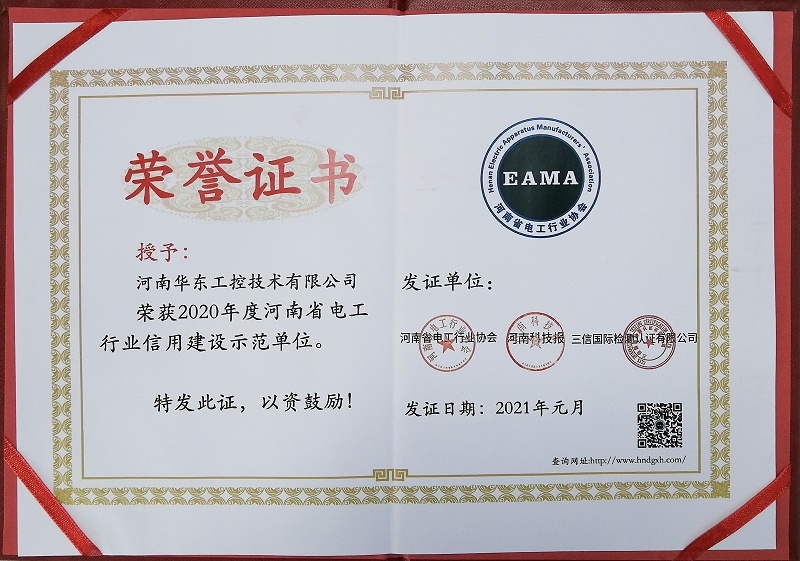 荣誉证书
授予：
河南华东工控技术有限公司
荣获2020年度河南省电工
行业信用建设示范单位。
特发此证，以资鼓励！
Henan Electric Apparatus Manufacturers' Association
EAMA
河南省电工行业协会
发证单位：
河南省电工行业协会 河南科技报 三信国际检测认证有限公司
发证日期：2021年元月
查询网址:http://www.hndgxh.com/